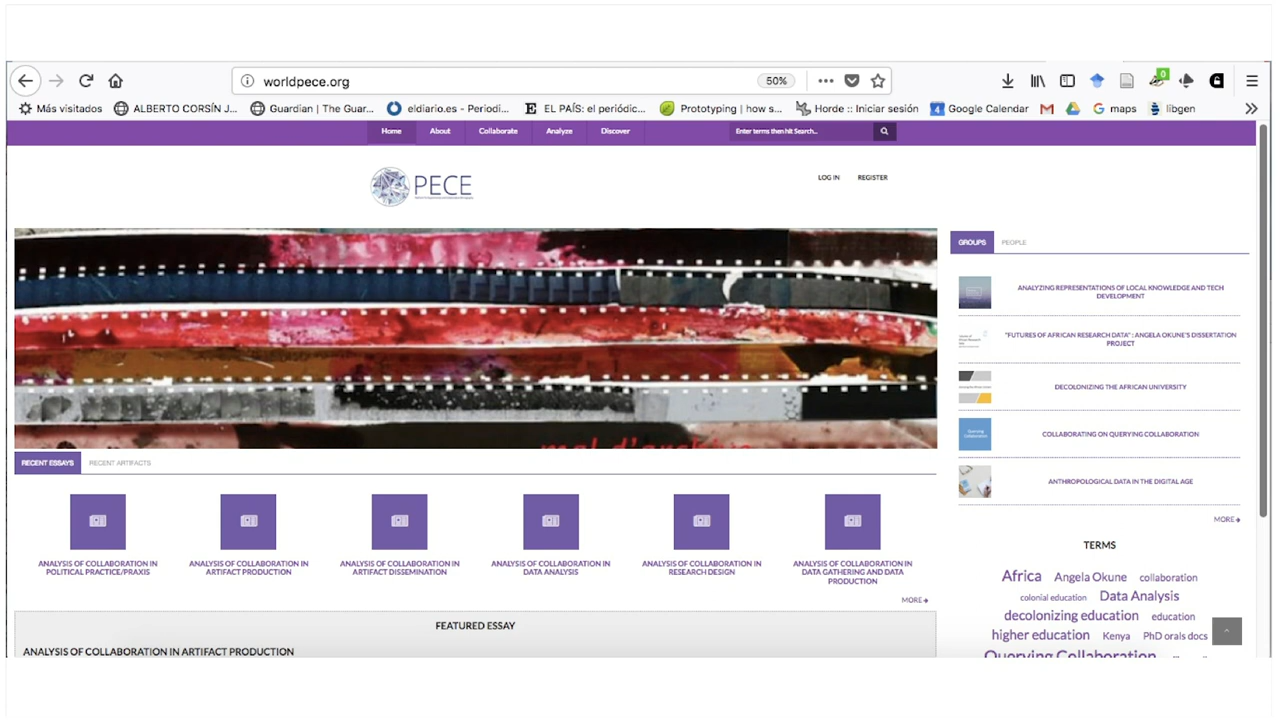 worldpece.org
50%
0
Más visitados
ALBERTO CORSÍN J...
Guardian | The Guar...
eldiario.es - Periodi...
EL PAÍS: el periódic...
Prototyping | how s...
Horde :: Iniciar sesión
4
Google Calendar
maps
libgen
Home
About
Collaborate
Analyze
Discover
Enter terms then hit Search...
PECE
LOG IN
REGISTER
mal d'archive
GROUPS
PEOPLE
ANALYZING REPRESENTATIONS OF LOCAL KNOWLEDGE AND TECH
DEVELOPMENT
"FUTURES OF AFRICAN RESEARCH DATA" : ANGELA OKUNE'S DISSERTATION
PROJECT
DECOLONIZING THE AFRICAN UNIVERSITY
Querying
Collaboration
COLLABORATING ON QUERYING COLLABORATION
ANTHROPOLOGICAL DATA IN THE DIGITAL AGE
MORE
RECENT ESSAYS
RECENT ARTIFACTS
ANALYSIS OF COLLABORATION IN
POLITICAL PRACTICE/PRAXIS
ANALYSIS OF COLLABORATION IN
ARTIFACT PRODUCTION
ANALYSIS OF COLLABORATION IN
ARTIFACT DISSEMINATION
ANALYSIS OF COLLABORATION IN
DATA ANALYSIS
ANALYSIS OF COLLABORATION IN
RESEARCH DESIGN
ANALYSIS OF COLLABORATION IN
DATA GATHERING AND DATA
PRODUCTION
MORE
FEATURED ESSAY
ANALYSIS OF COLLABORATION IN ARTIFACT PRODUCTION
TERMS
Africa Angela Okune collaboration
colonial education Data Analysis
decolonizing education education
higher education Kenya PhD orals docs
Querying Collaboration